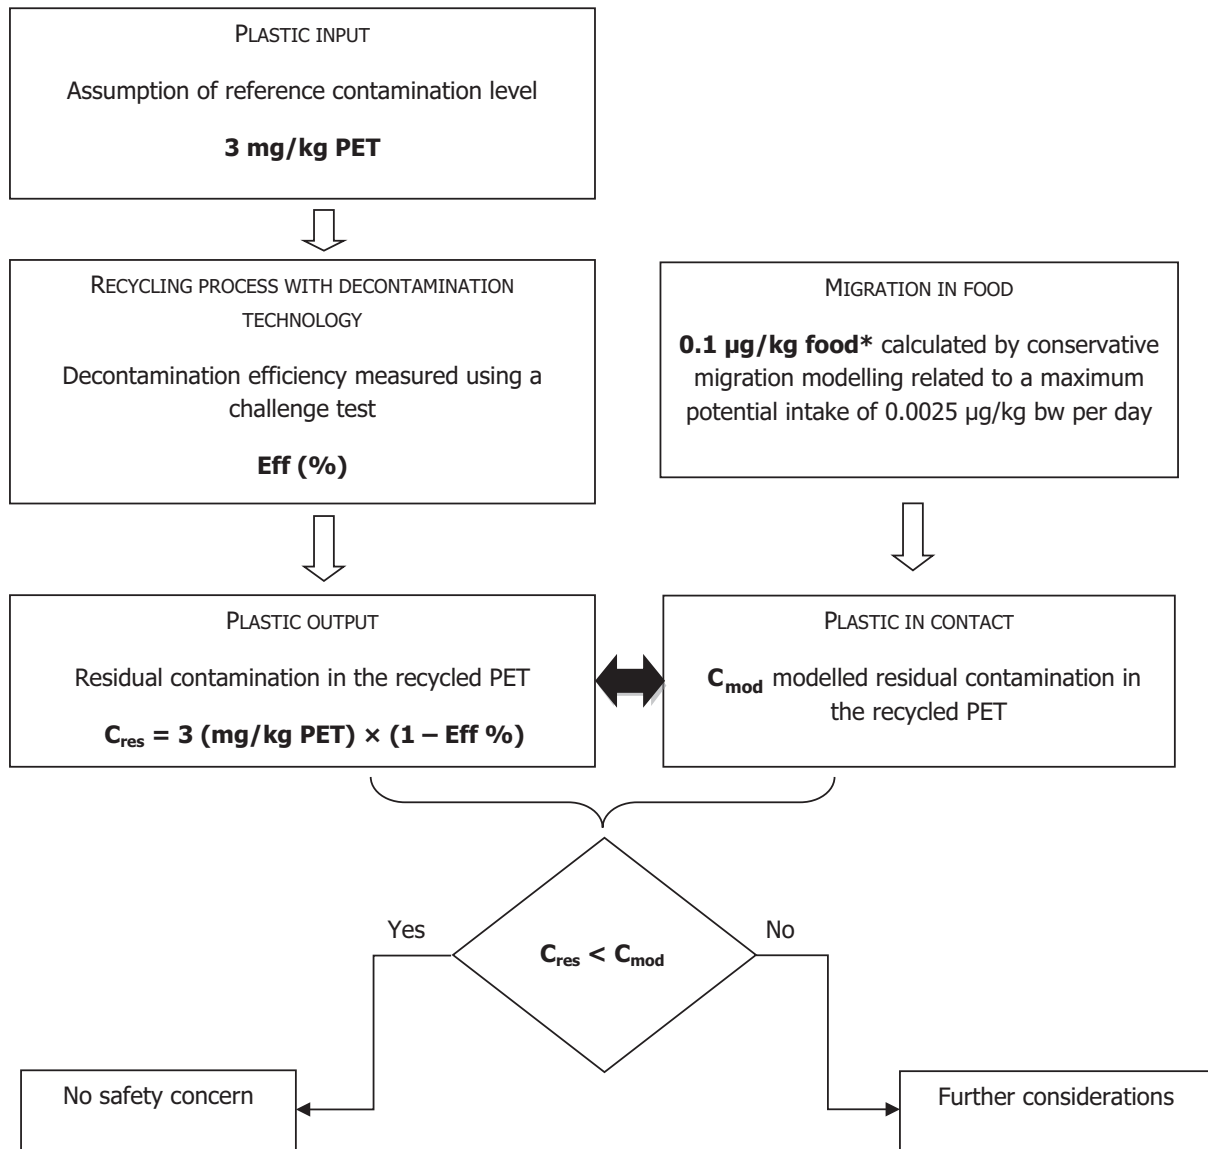 PLASTIC INPUT
Assumption of reference contamination level
3 mg/kg PET
RECYCLING PROCESS WITH DECONTAMINATION
TECHNOLOGY
Decontamination efficiency measured using a
challenge test
Eff (%)
MIGRATION IN FOOD
0.1 µg/kg food* calculated by conservative
migration modelling related to a maximum
potential intake of 0.0025 µg/kg bw per day
PLASTIC OUTPUT
Residual contamination in the recycled PET
Cres = 3 (mg/kg PET) × (1 – Eff %)
PLASTIC IN CONTACT
Cmod modelled residual contamination in
the recycled PET
Yes
No
Cres < Cmod
No safety concern
Further considerations